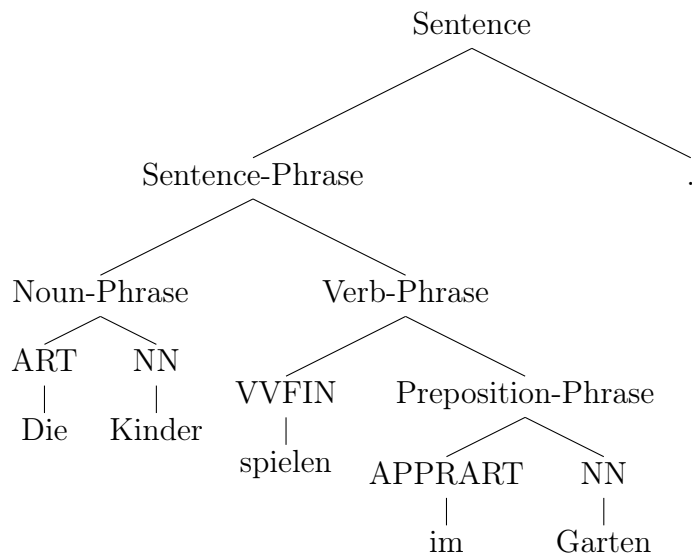 Sentence
Sentence-Phrase .
Noun-Phrase Verb-Phrase
ART NN
VVFIN Preposition-Phrase
Die Kinder
spielen
APPRART NN
im Garten